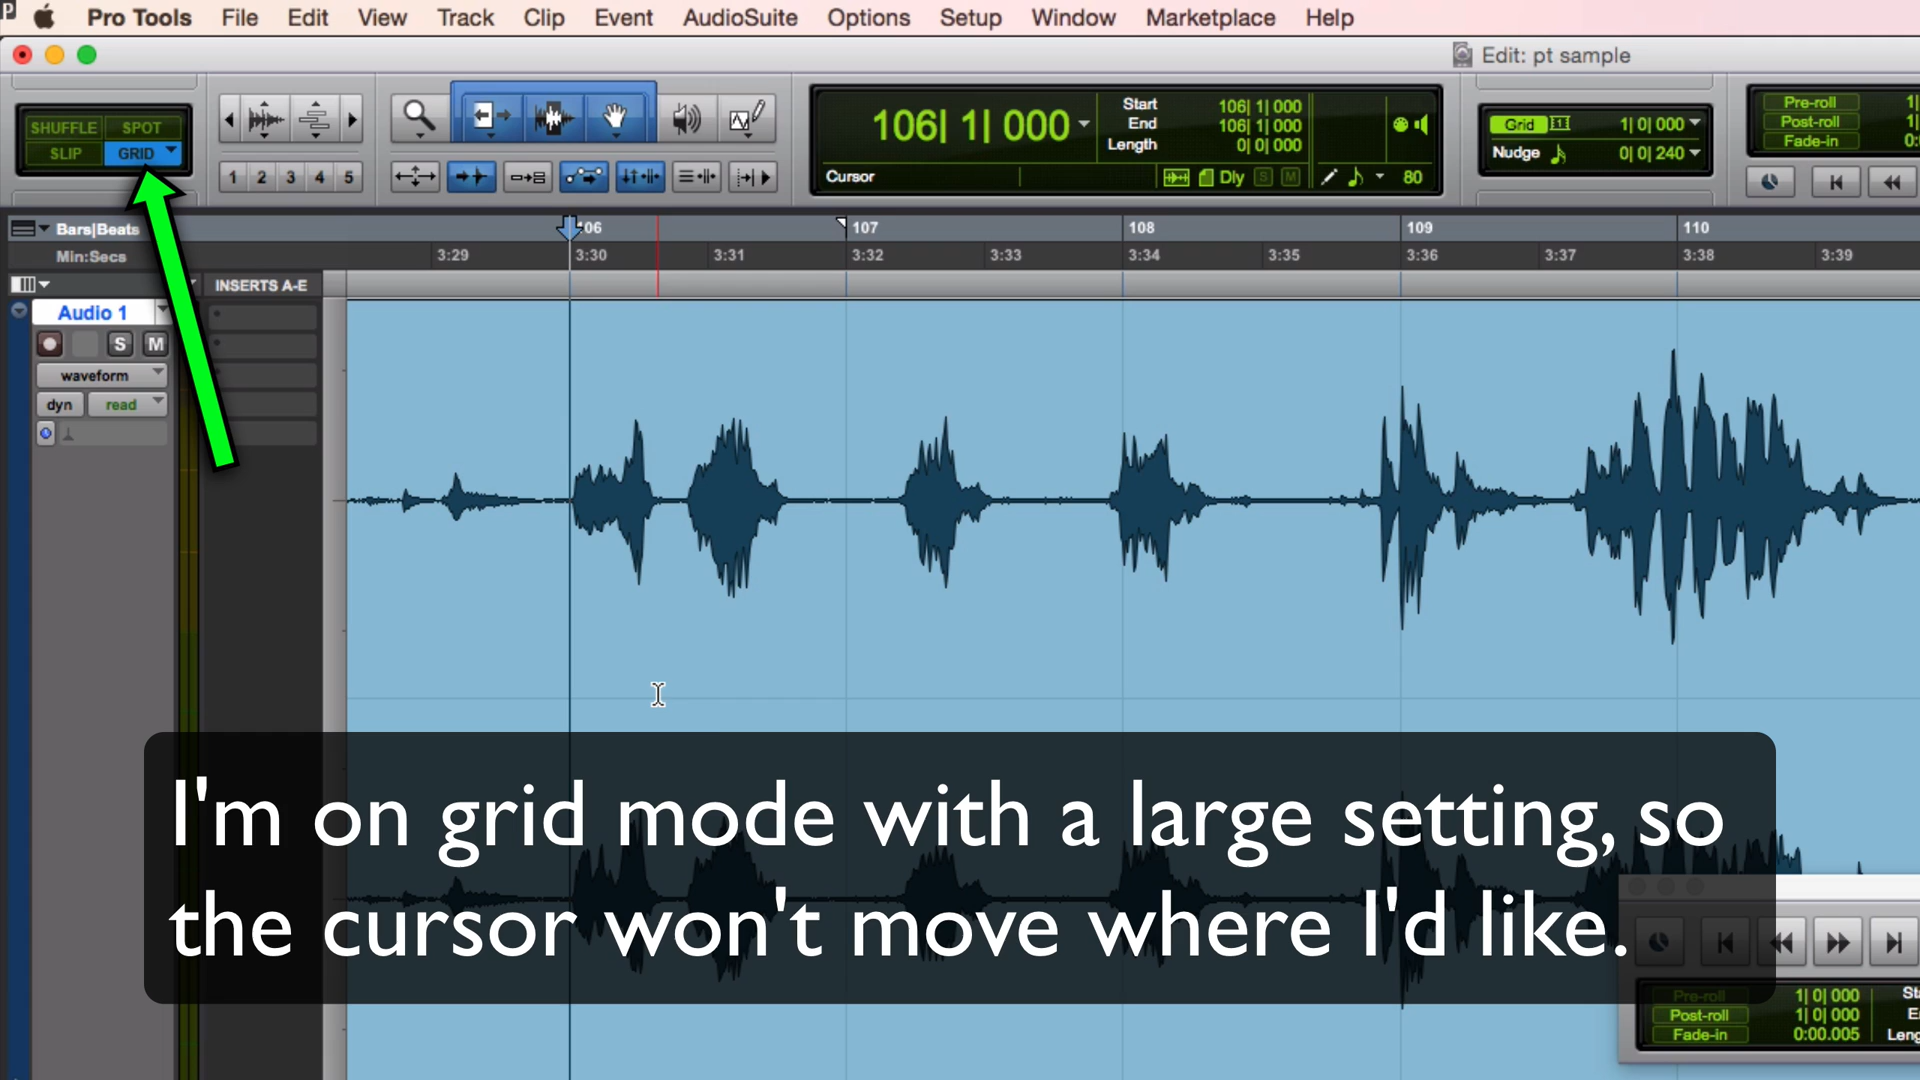 Pro Tools File Edit View Track Clip Event AudioSuite Options Setup Window Marketplace Help
Edit: pt sample
SHUFFLE SPOT
SLIP GRID
1 2 3 4 5
106| 1| 000
Start 106| 1| 000
End 106| 1| 000
Length 0| 0| 000
Cursor
Dly S M
80
Grid 1| 0| 000
Nudge 0| 0| 240
Pre-roll
Post-roll
Fade-in
Bars|Beats 106 107 108 109 110
Min:Secs 3:29 3:30 3:31 3:32 3:33 3:34 3:35 3:36 3:37 3:38 3:39
INSERTS A-E
Audio 1
S M
waveform
dyn read
I'm on grid mode with a large setting, so
the cursor won't move where I'd like.
Pre-roll 1| 0| 000
Post-roll 1| 0| 000
Fade-in 0:00.005